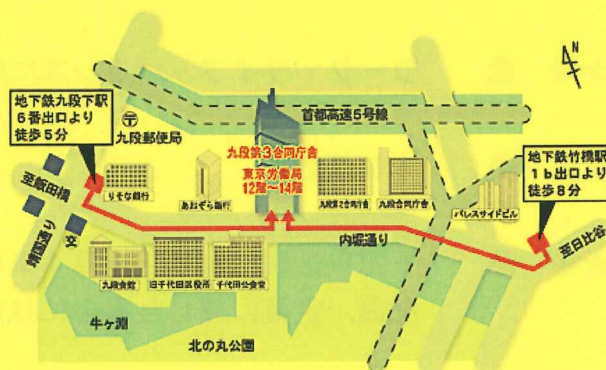 N
地下鉄九段下駅
6番出口より
徒歩5分
九段郵便局
首都高速5号線
九段第3合同庁舎
東京労働局
12階～14階
地下鉄竹橋駅
1b出口より
徒歩8分
至飯田橋
りそな銀行
あおぞら銀行
九段第2合同庁舎
九段合同庁舎
パレスサイドビル
靖国通り
交
内堀通り
至日比谷
九段会館
旧千代田区役所
千代田公会堂
牛ヶ淵
北の丸公園